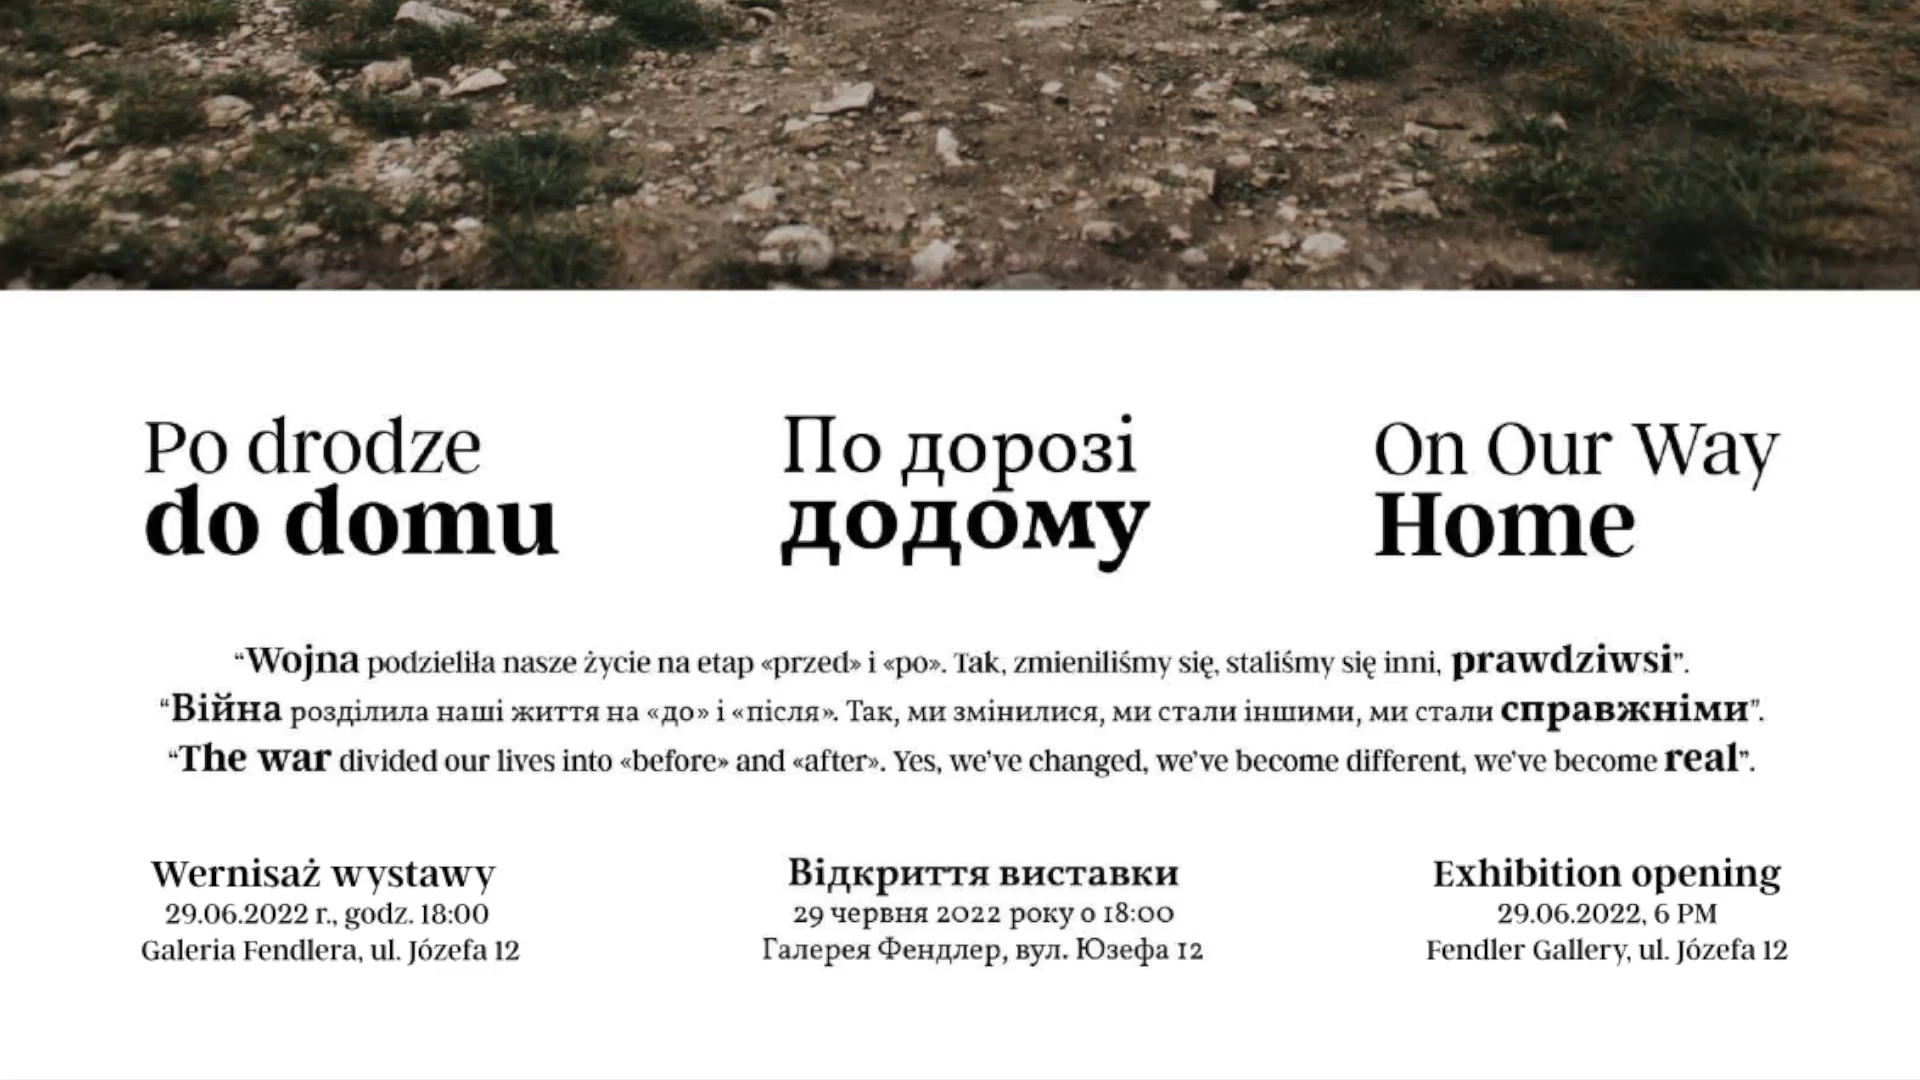 Po drodze
do domu
По дорозі
додому
On Our Way
Home
“Wojna podzieliła nasze życie na etap «przed» i «po». Tak, zmieniliśmy się, staliśmy się inni, prawdziwsi”.
“Війна розділила наші життя на «до» і «після». Так, ми змінилися, ми стали іншими, ми стали справжніми”.
“The war divided our lives into «before» and «after». Yes, we’ve changed, we’ve become different, we’ve become real”.
Wernisaż wystawy
29.06.2022 r., godz. 18:00
Galeria Fendlera, ul. Józefa 12
Відкриття виставки
29 червня 2022 року о 18:00
Галерея Фендлер, вул. Юзефа 12
Exhibition opening
29.06.2022, 6 PM
Fendler Gallery, ul. Józefa 12